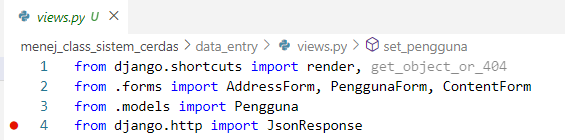 views.py U
menej_class_sistem_cerdas > data_entry > views.py > set_pengguna
1 from django.shortcuts import render, get_object_or_404
2 from .forms import AddressForm, PenggunaForm, ContentForm
3 from .models import Pengguna
4 from django.http import JsonResponse